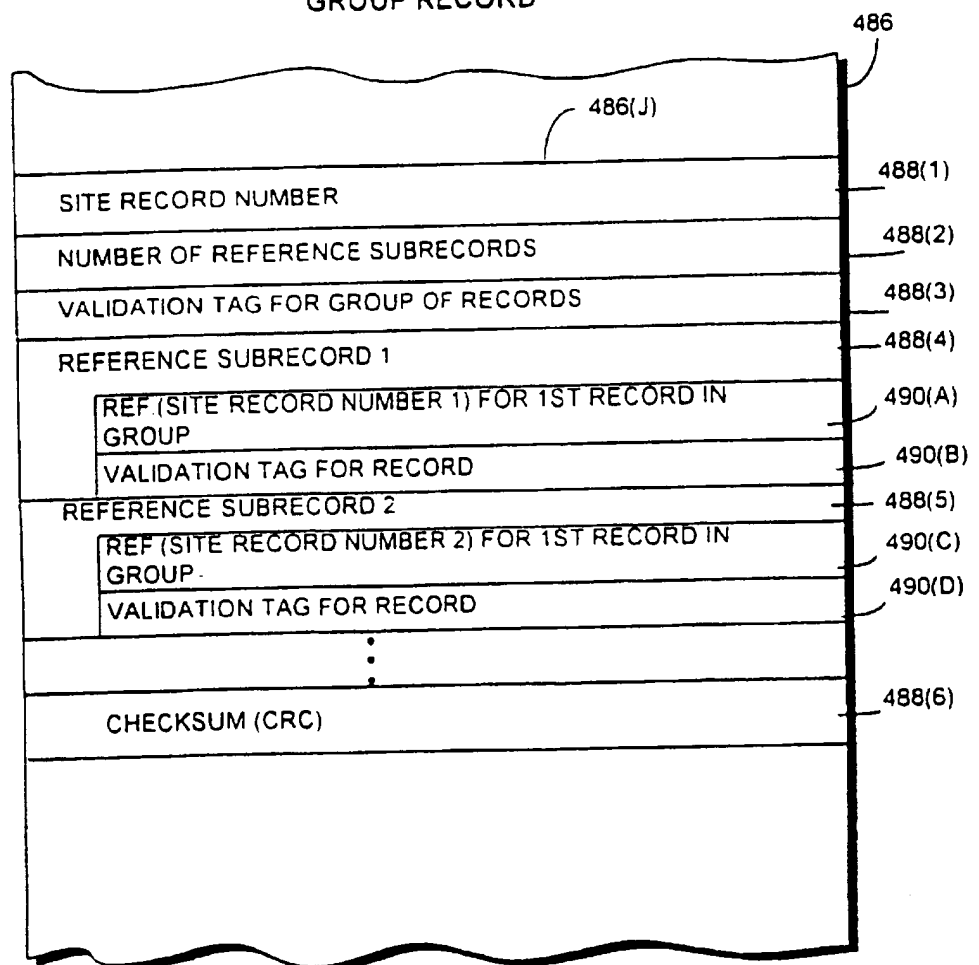 GROUP RECORD
486
486(J)
SITE RECORD NUMBER
488(1)
NUMBER OF REFERENCE SUBRECORDS
488(2)
VALIDATION TAG FOR GROUP OF RECORDS
488(3)
REFERENCE SUBRECORD 1
488(4)
REF.(SITE RECORD NUMBER 1) FOR 1ST RECORD IN
GROUP
490(A)
VALIDATION TAG FOR RECORD
490(B)
REFERENCE SUBRECORD 2
488(5)
REF (SITE RECORD NUMBER 2) FOR 1ST RECORD IN
GROUP
490(C)
VALIDATION TAG FOR RECORD
490(D)
CHECKSUM (CRC)
488(6)